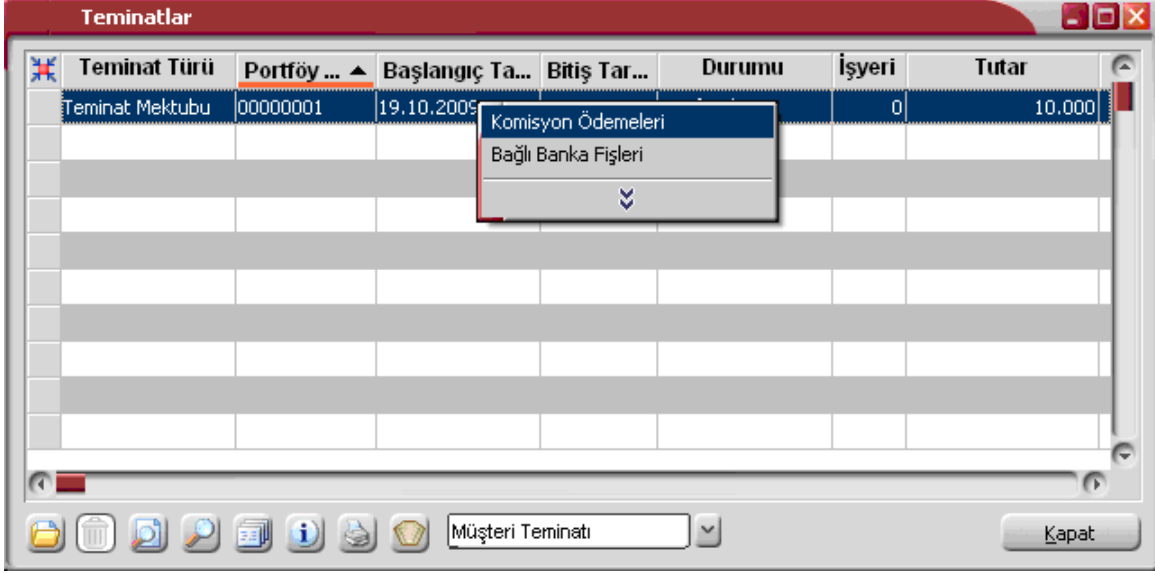 Teminatlar
Teminat Türü Portföy ... Başlangıç Ta... Bitiş Tar... Durumu İşyeri Tutar
Teminat Mektubu 00000001 19.10.2009 0 10.000
Komisyon Ödemeleri
Bağlı Banka Fişleri
Müşteri Teminatı Kapat